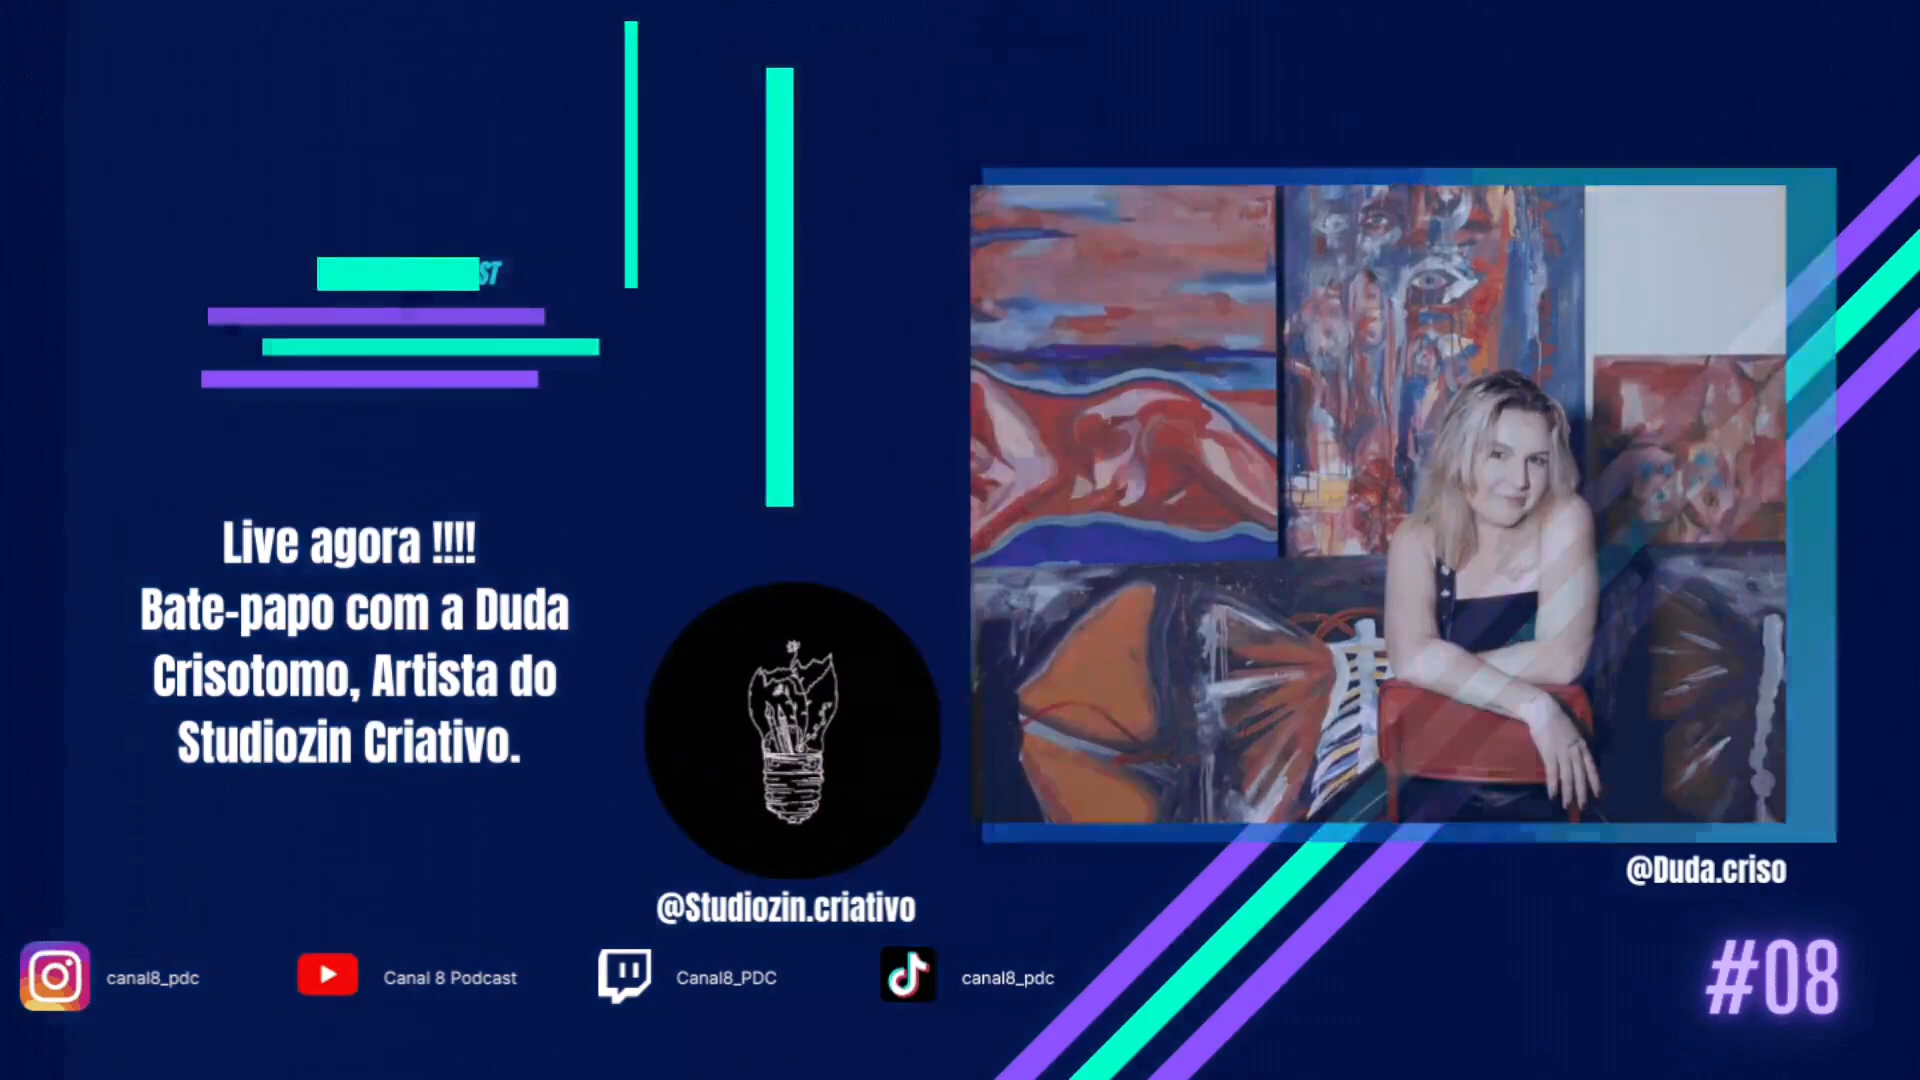 ST
Live agora !!!!
Bate-papo com a Duda
Crisotomo, Artista do
Studiozin Criativo.
@Studiozin.criativo
@Duda.criso
canal8_pdc
Canal 8 Podcast
Canal8_PDC
canal8_pdc
#08